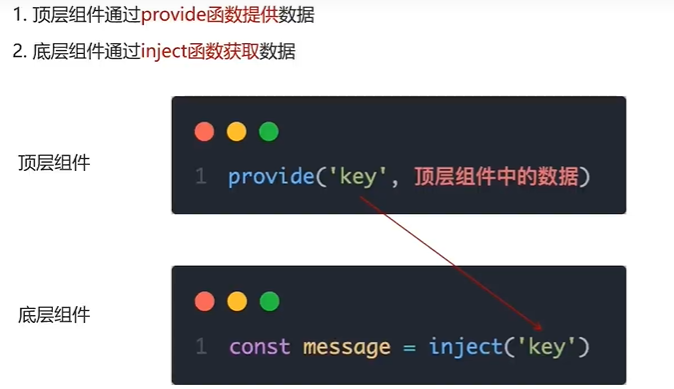 1. 顶层组件通过provide函数提供数据
2. 底层组件通过inject函数获取数据
顶层组件
1 provide('key', 顶层组件中的数据)
底层组件
1 const message = inject('key')